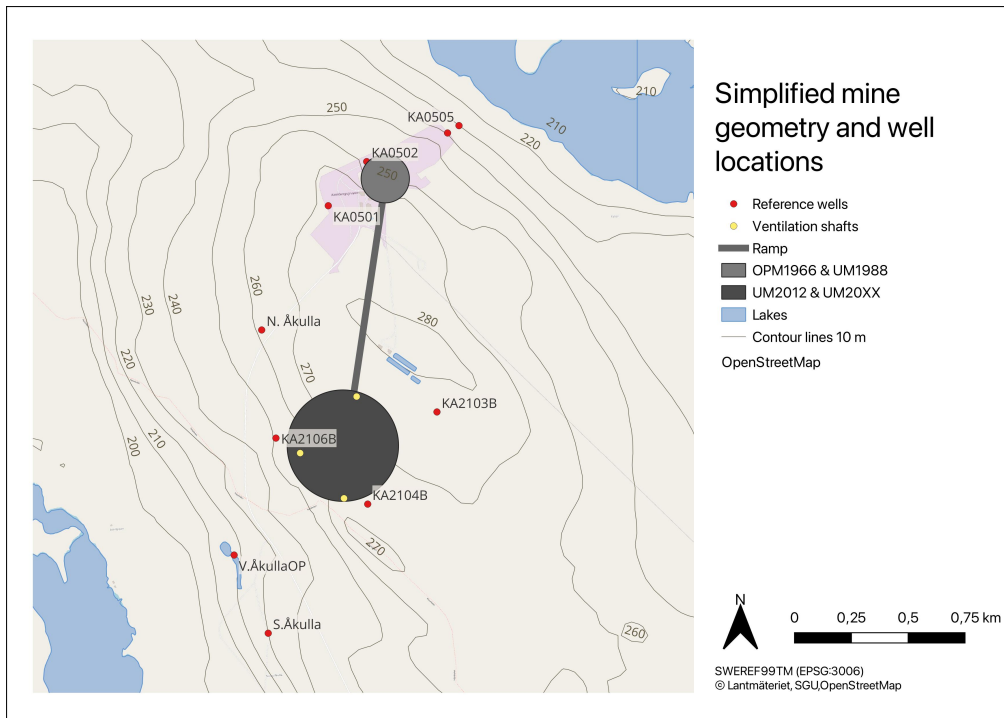 210
250
KA0505
210
220
KA0502
250
KA0501
260
240
230
280
N. Åkulla
220
270
KA2103B
210
200
KA2106B
KA2104B
270
V.ÅkullaOP
S.Åkulla
260
Simplified mine
geometry and well
locations
Reference wells
Ventilation shafts
Ramp
OPM1966 & UM1988
UM2012 & UM20XX
Lakes
Contour lines 10 m
OpenStreetMap
N
0 0,25 0,5 0,75 km
SWEREF99TM (EPSG:3006)
© Lantmäteriet, SGU,OpenStreetMap